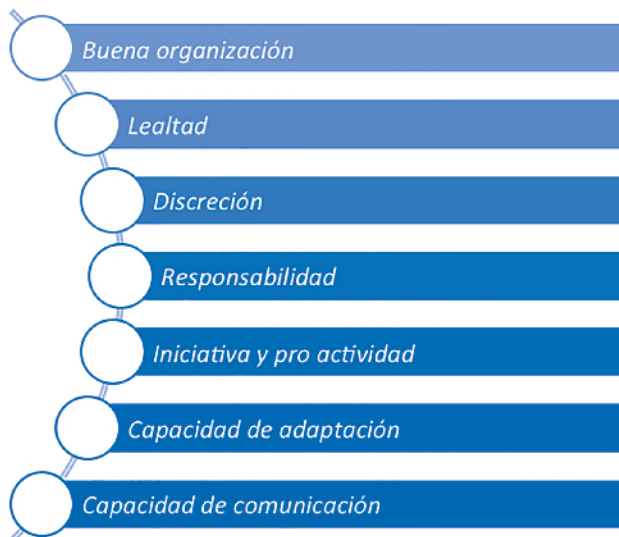 Buena organización
Lealtad
Discreción
Responsabilidad
Iniciativa y pro actividad
Capacidad de adaptación
Capacidad de comunicación